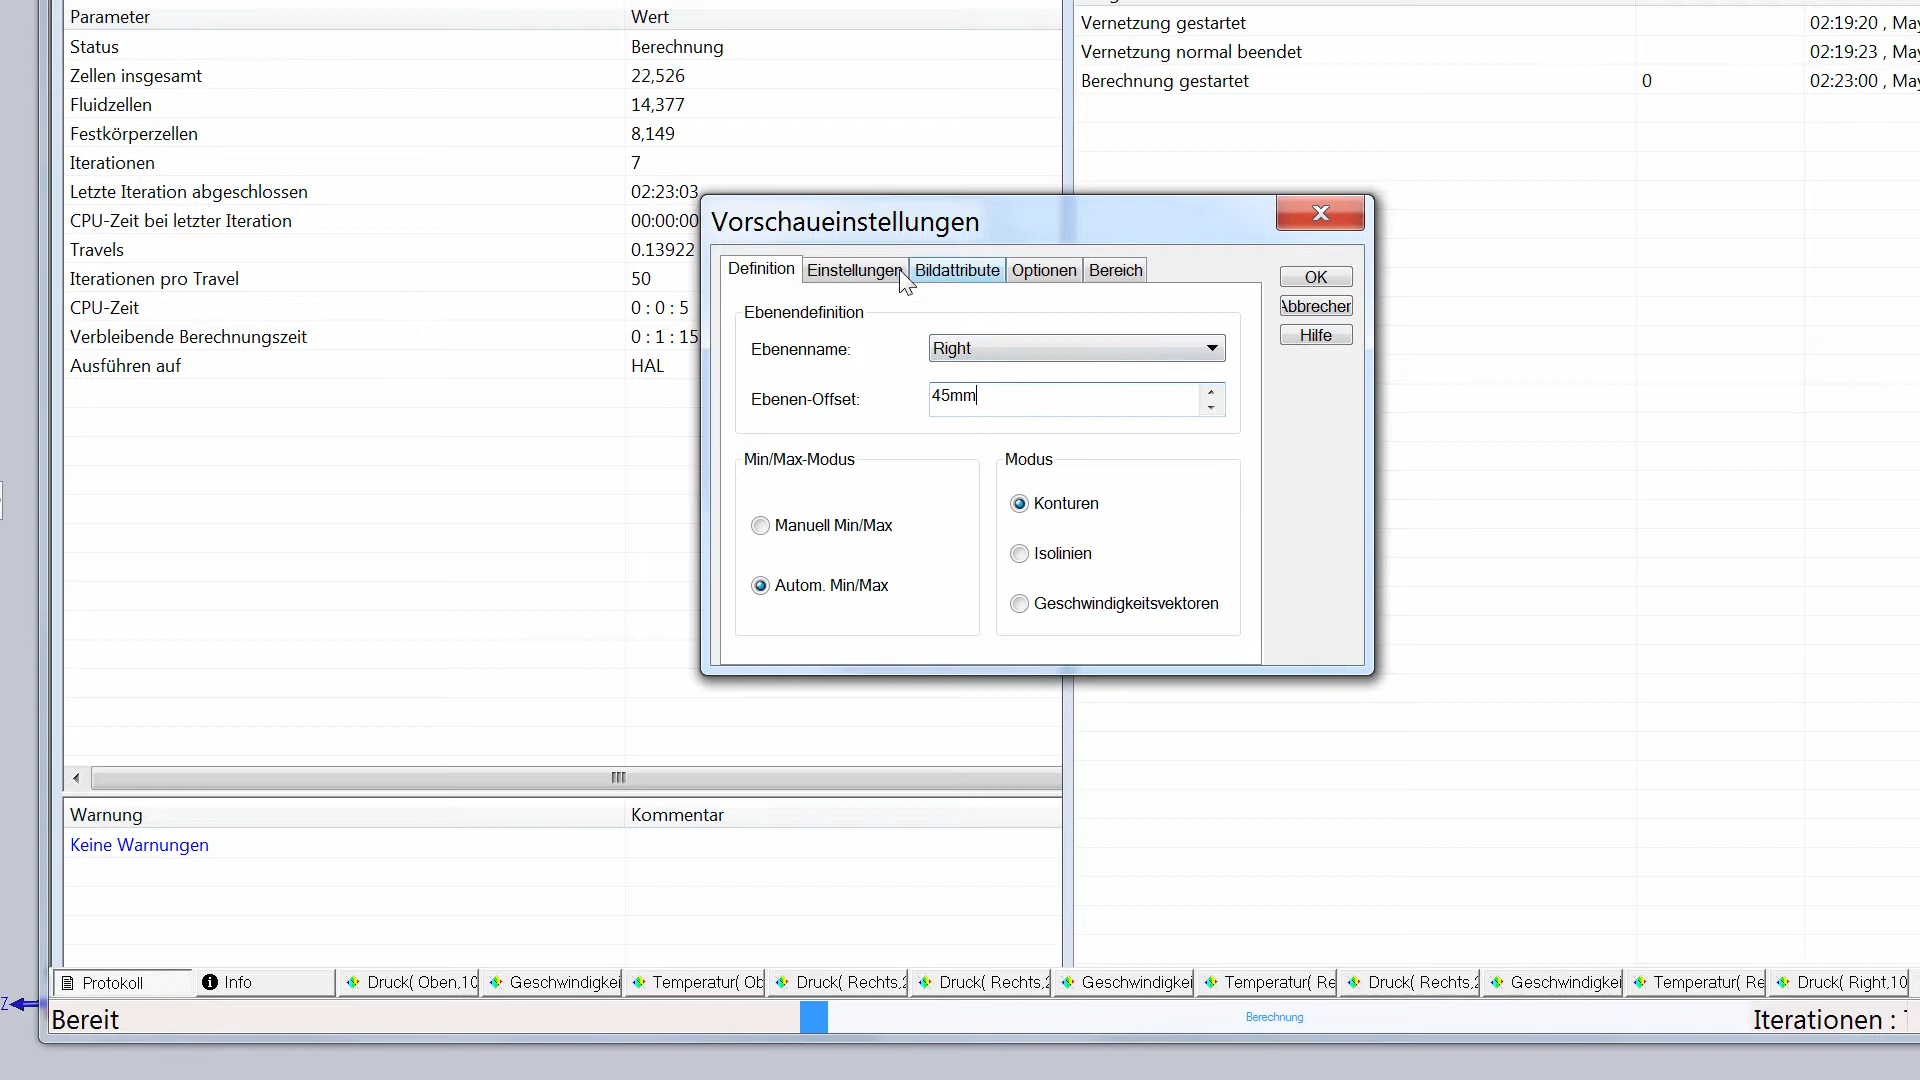 Parameter Wert
Status Berechnung
Zellen insgesamt 22,526
Fluidzellen 14,377
Festkörperzellen 8,149
Iterationen 7
Letzte Iteration abgeschlossen 02:23:03
CPU-Zeit bei letzter Iteration 00:00:00
Travels 0.13922
Iterationen pro Travel 50
CPU-Zeit 0 : 0 : 5
Verbleibende Berechnungszeit 0 : 1 : 15
Ausführen auf HAL
Vernetzung gestartet 02:19:20 , May
Vernetzung normal beendet 02:19:23 , May
Berechnung gestartet 0 02:23:00 , May
Vorschaueinstellungen
Definition Einstellungen Bildattribute Optionen Bereich
OK
Abbrechen
Hilfe
Ebenendefinition
Ebenenname: Right
Ebenen-Offset: 45mm
Min/Max-Modus
Manuell Min/Max
Autom. Min/Max
Modus
Konturen
Isolinien
Geschwindigkeitsvektoren
Warnung Kommentar
Keine Warnungen
Protokoll Info Druck( Oben,10 Geschwindigkei Temperatur( Ob Druck( Rechts,2 Druck( Rechts,2 Geschwindigkei Temperatur( Re Druck( Rechts,2 Geschwindigkei Temperatur( Re Druck( Right,10
Z
Bereit Berechnung Iterationen :